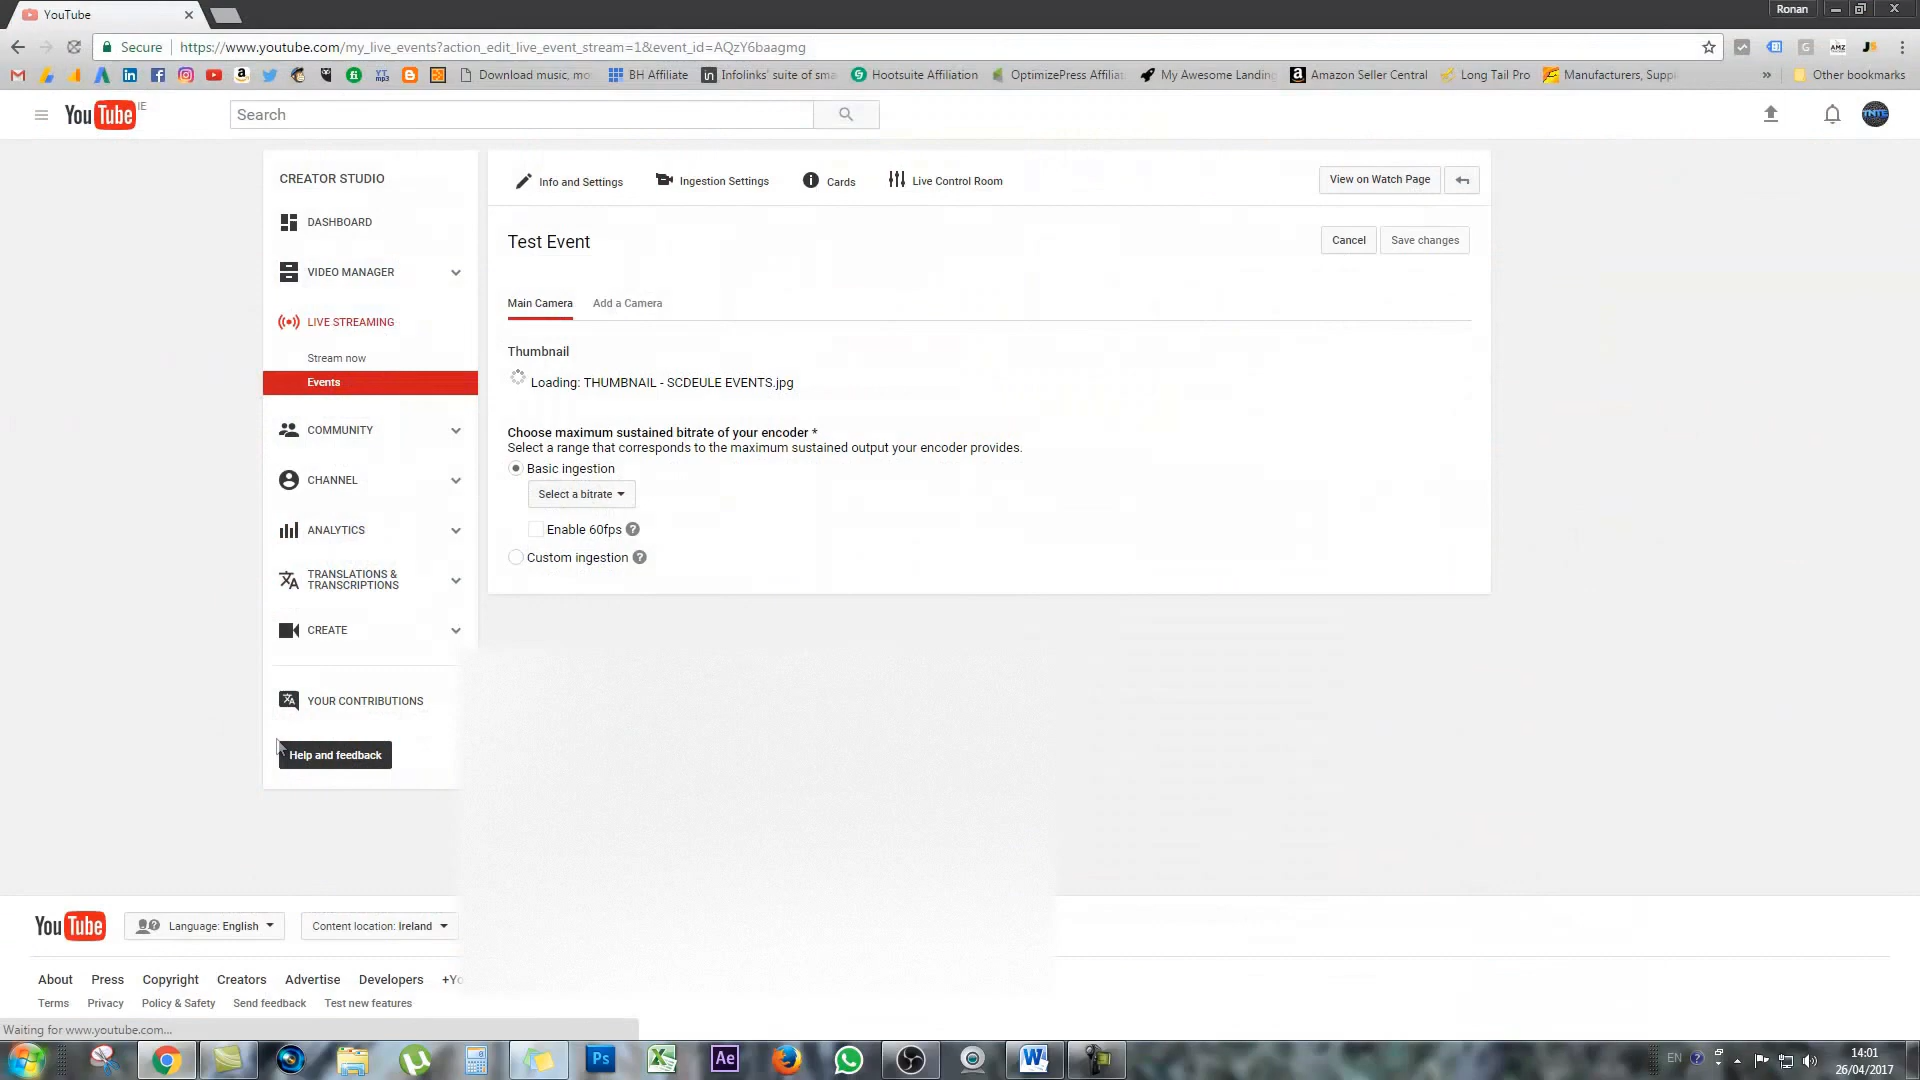 YouTube
Ronan
Secure
https://www.youtube.com/my_live_events?action_edit_live_event_stream=1&event_id=AQzY6baagmg
Download music, mo
BH Affiliate
Infolinks' suite of sma
Hootsuite Affiliation
OptimizePress Affiliat
My Awesome Landing
Amazon Seller Central
Long Tail Pro
Manufacturers, Suppl
» Other bookmarks
YouTube IE
Search
TNTE
CREATOR STUDIO
DASHBOARD
VIDEO MANAGER
LIVE STREAMING
Stream now
Events
COMMUNITY
CHANNEL
ANALYTICS
TRANSLATIONS &
TRANSCRIPTIONS
CREATE
YOUR CONTRIBUTIONS
Help and feedback
Info and Settings
Ingestion Settings
Cards
Live Control Room
View on Watch Page
Test Event
Cancel
Save changes
Main Camera
Add a Camera
Thumbnail
Loading: THUMBNAIL - SCDEULE EVENTS.jpg
Choose maximum sustained bitrate of your encoder *
Select a range that corresponds to the maximum sustained output your encoder provides.
Basic ingestion
Select a bitrate
Enable 60fps ?
Custom ingestion ?
YouTube
Language: English
Content location: Ireland
About Press Copyright Creators Advertise Developers +Yo
Terms Privacy Policy & Safety Send feedback Test new features
Waiting for www.youtube.com...
Ps
Ae
W
EN
14:01
26/04/2017